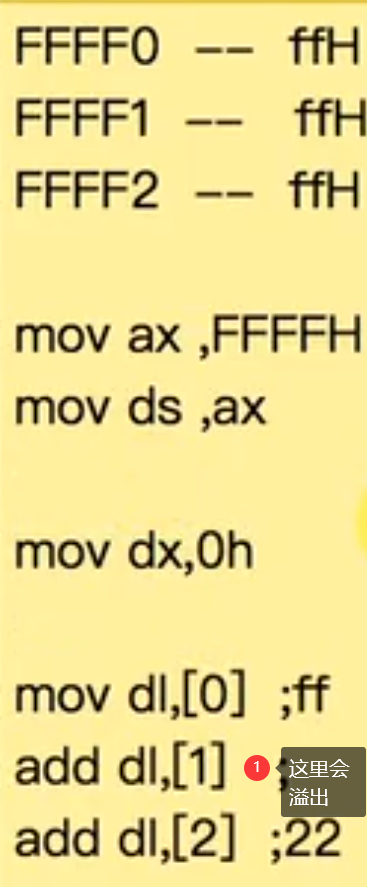 FFFF0 -- ffH
FFFF1 -- ffH
FFFF2 -- ffH
mov ax ,FFFFH
mov ds ,ax
mov dx,0h
mov dl,[0] ;ff
add dl,[1] ;
1
这里会
溢出
add dl,[2] ;22